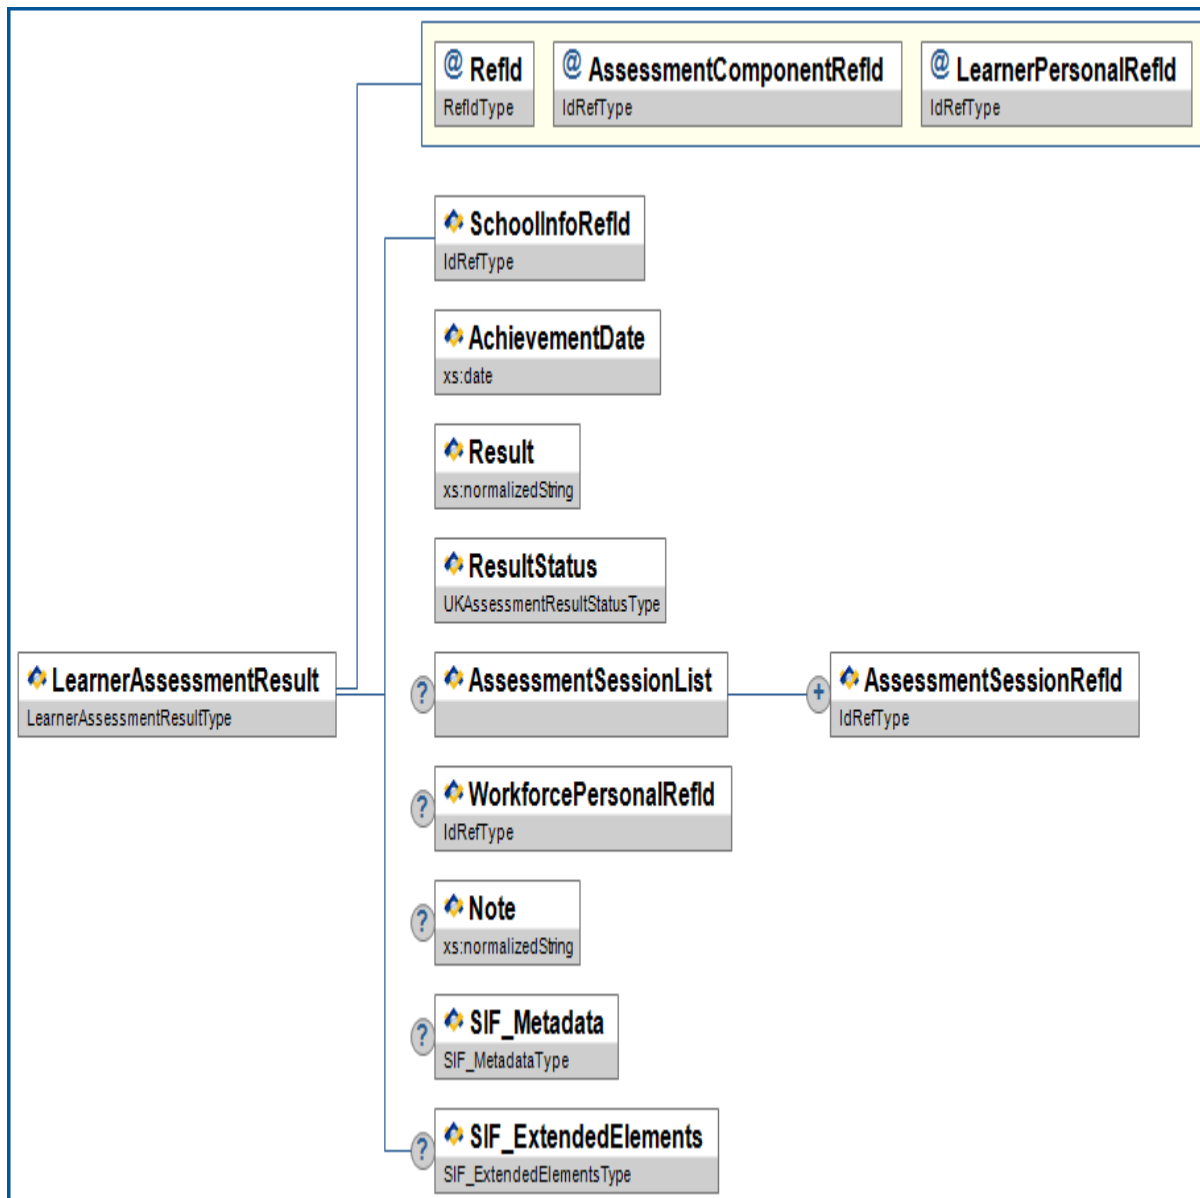 @ RefId
RefIdType
@ AssessmentComponentRefId
IdRefType
@ LearnerPersonalRefId
IdRefType
SchoolInfoRefId
IdRefType
AchievementDate
xs:date
Result
xs:normalizedString
ResultStatus
UKAssessmentResultStatusType
LearnerAssessmentResult
LearnerAssessmentResultType
? AssessmentSessionList
+ AssessmentSessionRefId
IdRefType
? WorkforcePersonalRefId
IdRefType
? Note
xs:normalizedString
? SIF_Metadata
SIF_MetadataType
? SIF_ExtendedElements
SIF_ExtendedElementsType